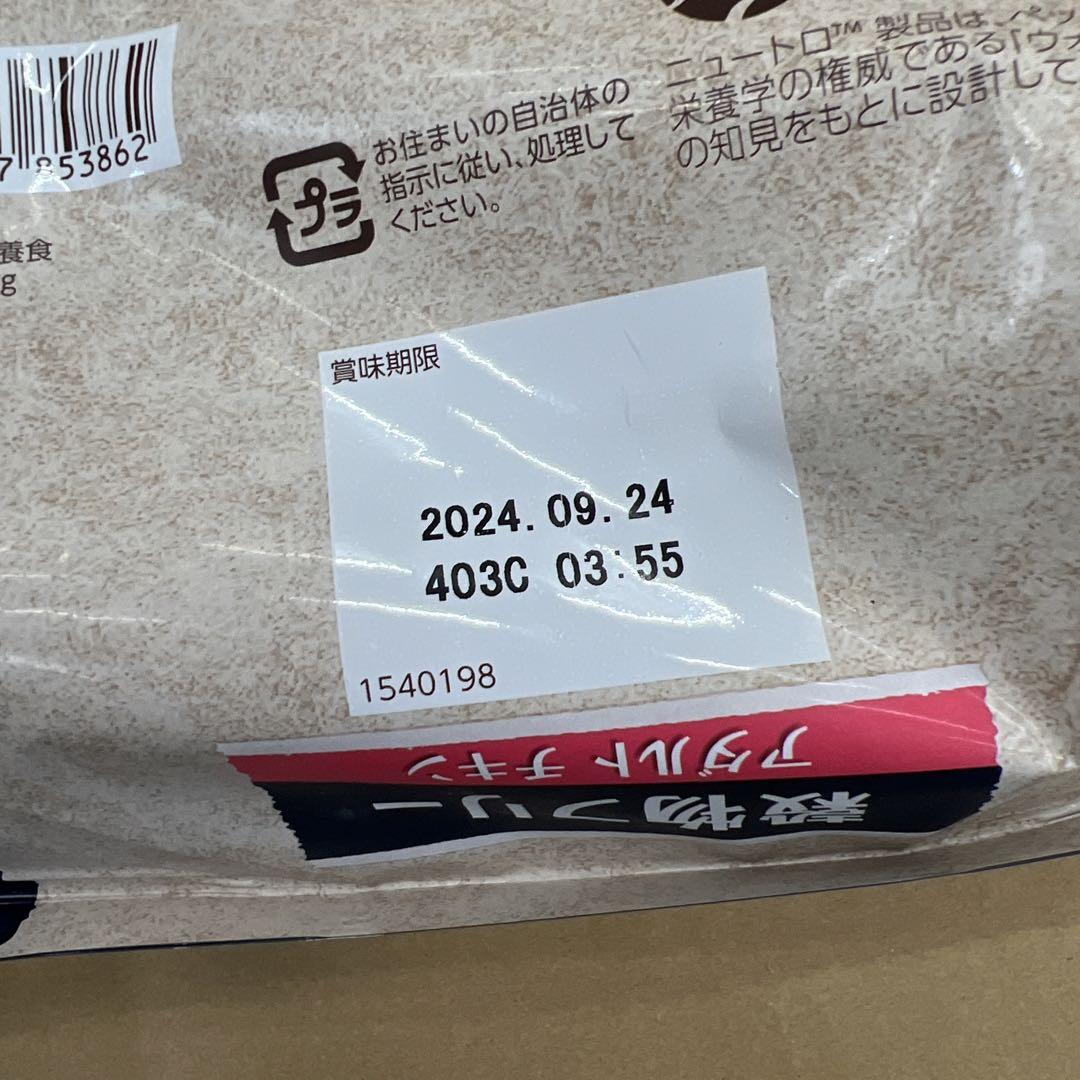 7 853862
養食
g
プラ
お住まいの自治体の
指示に従い、処理して
ください。
ニュートロ™ 製品は、ペッ
栄養学の権威である「ウォ
の知見をもとに設計して
賞味期限
2024.09.24
403C 03:55
1540198
穀物フリー
アダルト チキン